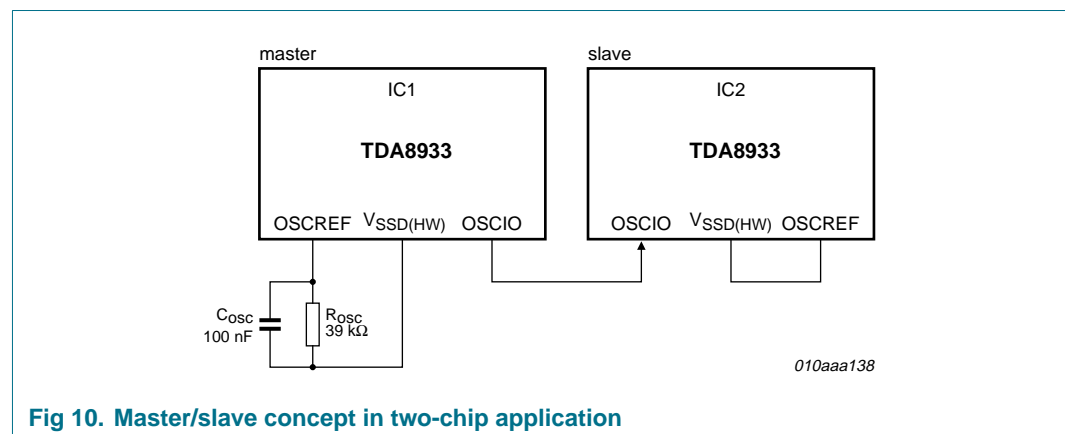 master slave
IC1 IC2
TDA8933 TDA8933
OSCREF VSSD(HW) OSCIO OSCIO VSSD(HW) OSCREF
Cosc Rosc
100 nF 39 kΩ
010aaa138
Fig 10. Master/slave concept in two-chip application